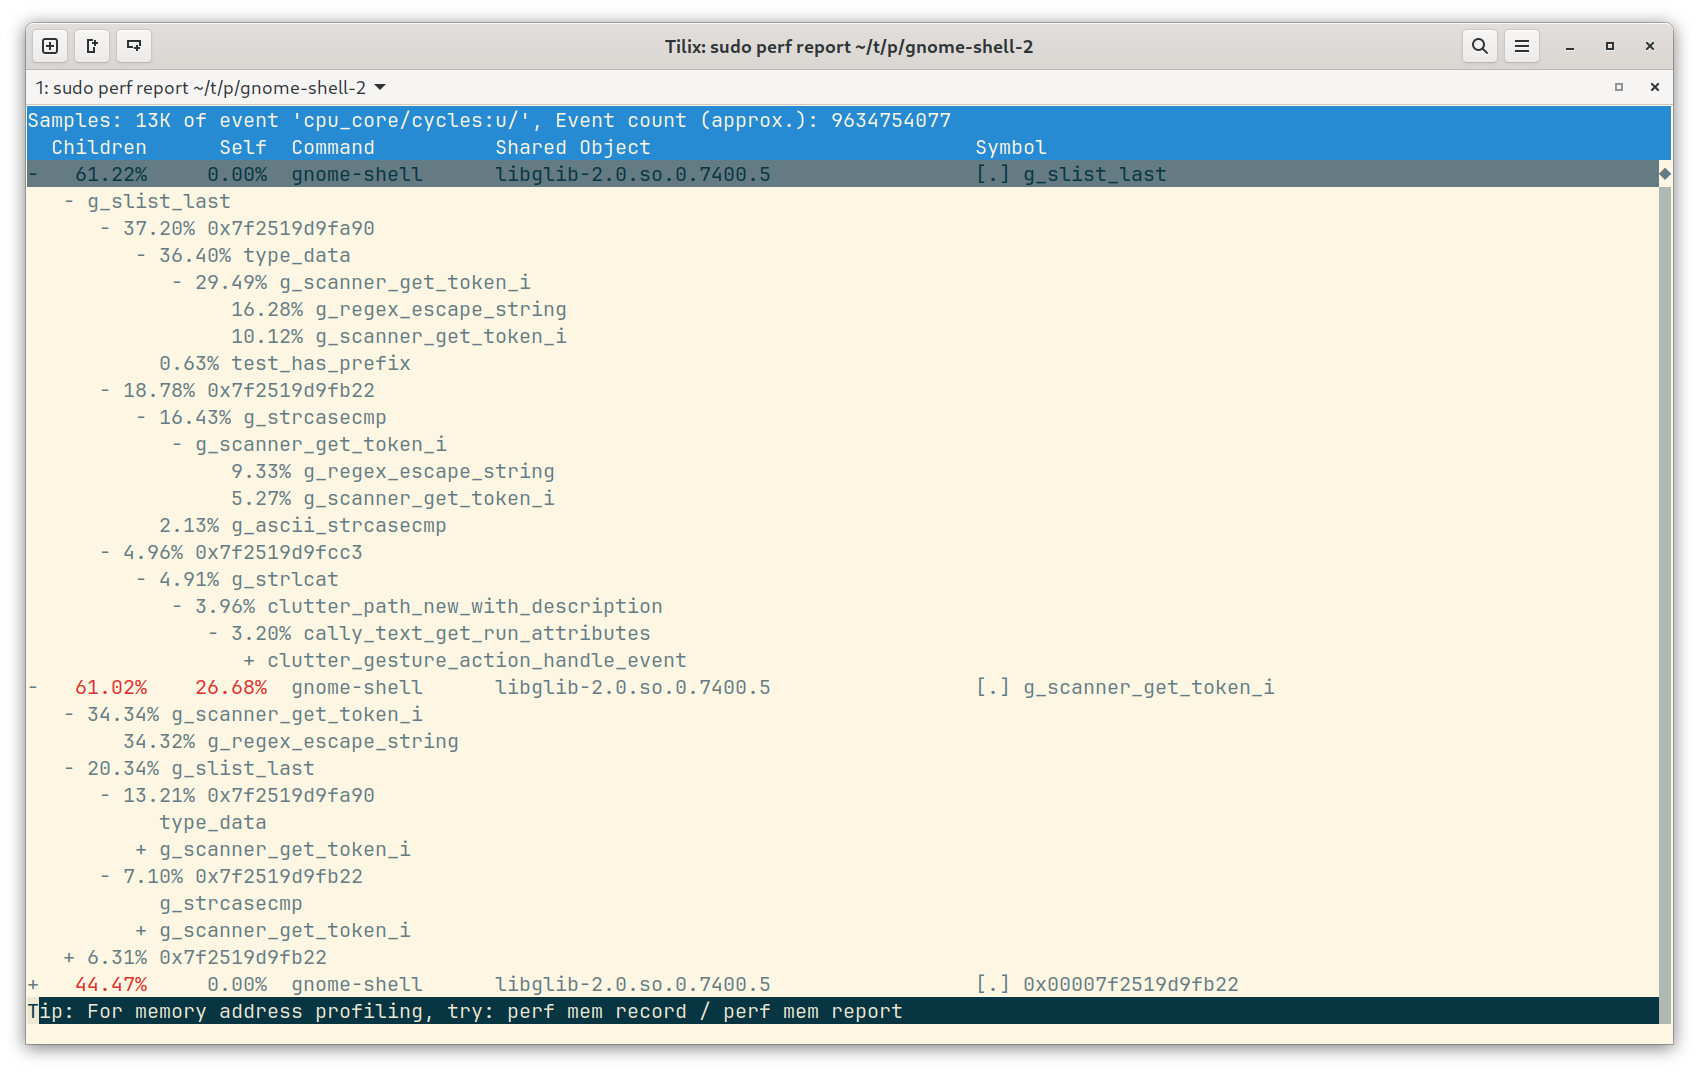 Tilix: sudo perf report ~/t/p/gnome-shell-2
1: sudo perf report ~/t/p/gnome-shell-2
Samples: 13K of event 'cpu_core/cycles:u/', Event count (approx.): 9634754077
Children Self Command Shared Object Symbol
- 61.22% 0.00% gnome-shell libglib-2.0.so.0.7400.5 [.] g_slist_last
- g_slist_last
- 37.20% 0x7f2519d9fa90
- 36.40% type_data
- 29.49% g_scanner_get_token_i
16.28% g_regex_escape_string
10.12% g_scanner_get_token_i
0.63% test_has_prefix
- 18.78% 0x7f2519d9fb22
- 16.43% g_strcasecmp
- g_scanner_get_token_i
9.33% g_regex_escape_string
5.27% g_scanner_get_token_i
2.13% g_ascii_strcasecmp
- 4.96% 0x7f2519d9fcc3
- 4.91% g_strlcat
- 3.96% clutter_path_new_with_description
- 3.20% cally_text_get_run_attributes
+ clutter_gesture_action_handle_event
- 61.02% 26.68% gnome-shell libglib-2.0.so.0.7400.5 [.] g_scanner_get_token_i
- 34.34% g_scanner_get_token_i
34.32% g_regex_escape_string
- 20.34% g_slist_last
- 13.21% 0x7f2519d9fa90
type_data
+ g_scanner_get_token_i
- 7.10% 0x7f2519d9fb22
g_strcasecmp
+ g_scanner_get_token_i
+ 6.31% 0x7f2519d9fb22
+ 44.47% 0.00% gnome-shell libglib-2.0.so.0.7400.5 [.] 0x00007f2519d9fb22
Tip: For memory address profiling, try: perf mem record / perf mem report